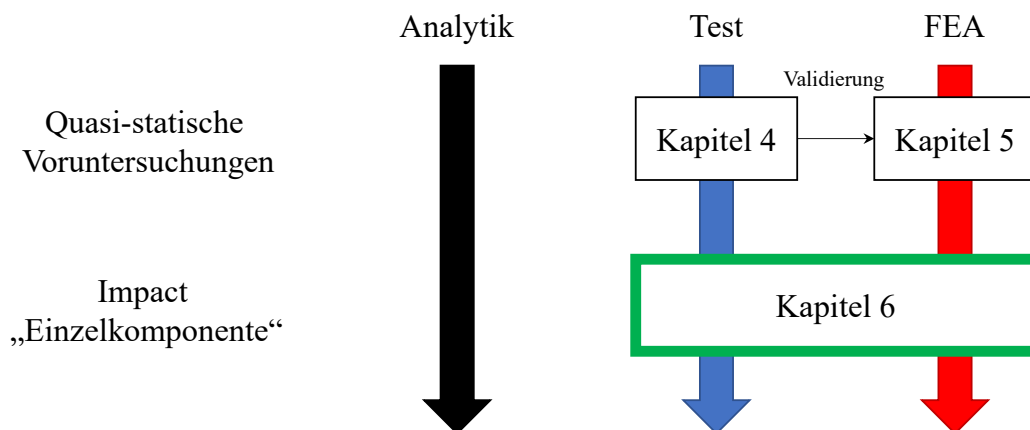 Analytik
Test
FEA
Validierung
Quasi-statische
Voruntersuchungen
Kapitel 4
Kapitel 5
Impact
„Einzelkomponente“
Kapitel 6